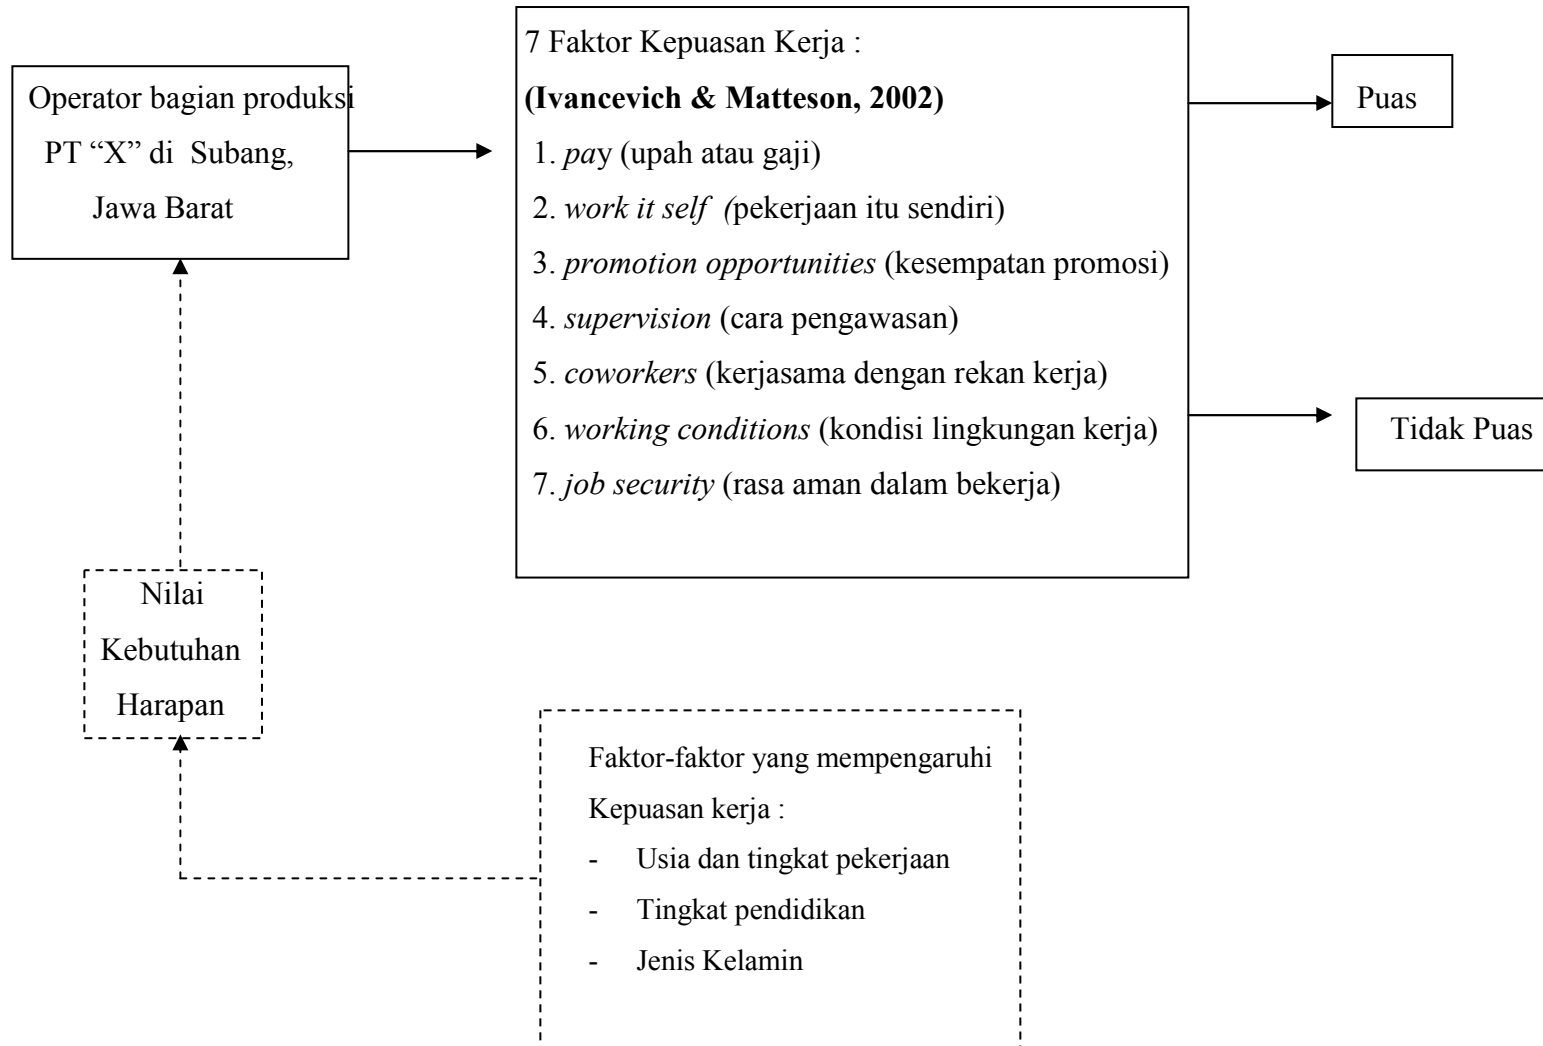 Operator bagian produksi
PT “X” di Subang,
Jawa Barat
7 Faktor Kepuasan Kerja :
(Ivancevich & Matteson, 2002)
1. pay (upah atau gaji)
2. work it self (pekerjaan itu sendiri)
3. promotion opportunities (kesempatan promosi)
4. supervision (cara pengawasan)
5. coworkers (kerjasama dengan rekan kerja)
6. working conditions (kondisi lingkungan kerja)
7. job security (rasa aman dalam bekerja)
Puas
Tidak Puas
Nilai
Kebutuhan
Harapan
Faktor-faktor yang mempengaruhi
Kepuasan kerja :
- Usia dan tingkat pekerjaan
- Tingkat pendidikan
- Jenis Kelamin